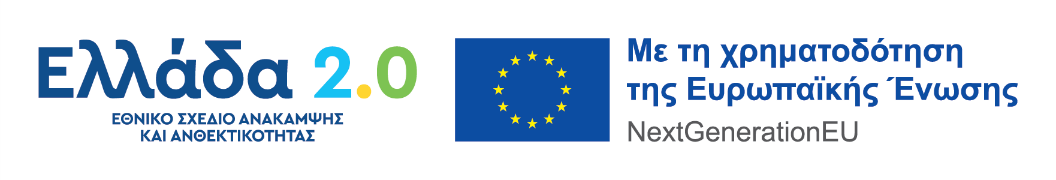 Ελλάδα 2.0
ΕΘΝΙΚΟ ΣΧΕΔΙΟ ΑΝΑΚΑΜΨΗΣ
ΚΑΙ ΑΝΘΕΚΤΙΚΟΤΗΤΑΣ
Με τη χρηματοδότηση
της Ευρωπαϊκής Ένωσης
NextGenerationEU